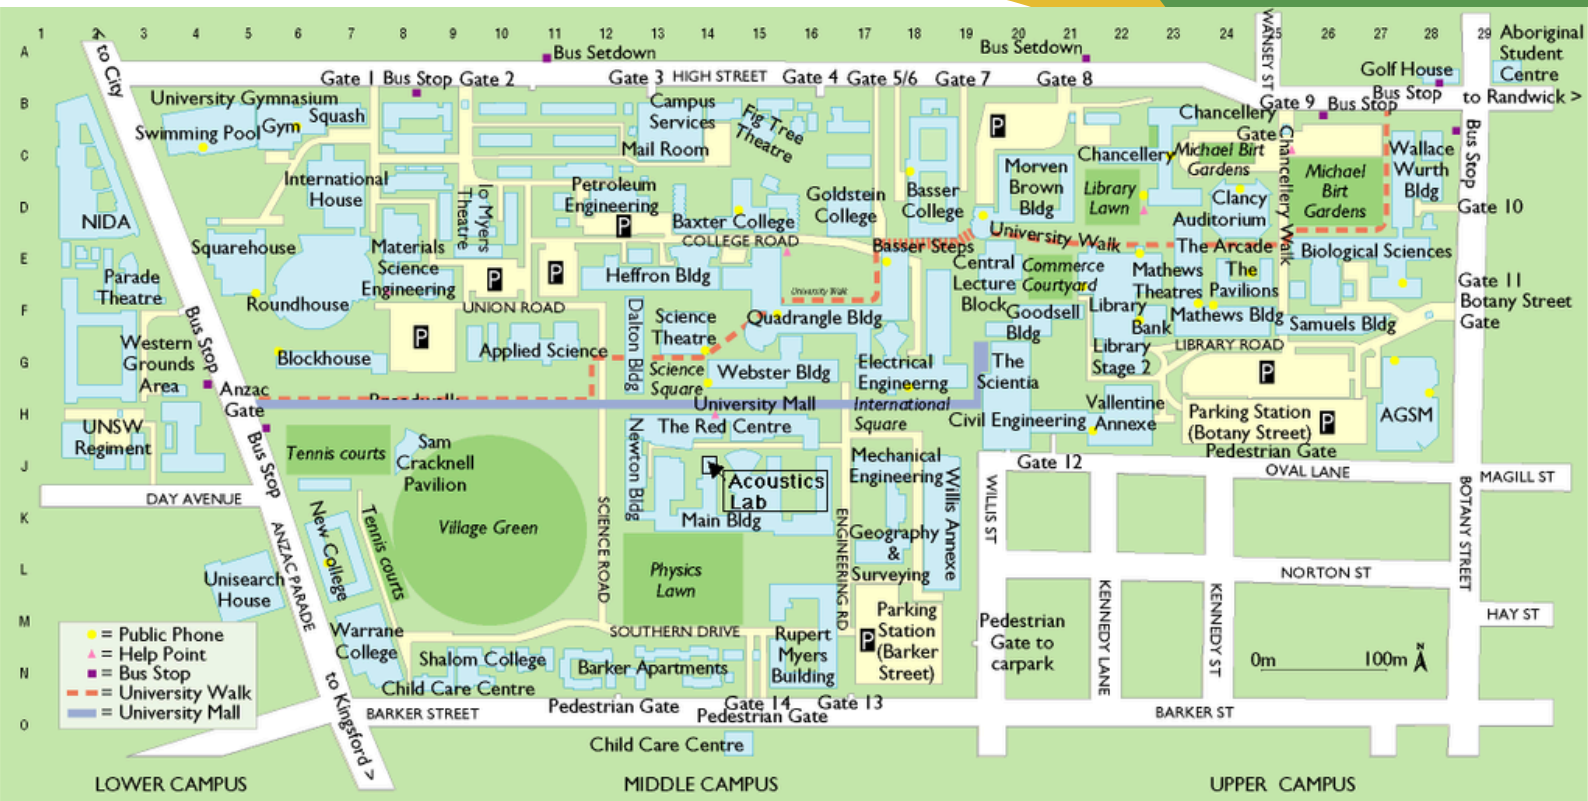 1 2 3 4 5 6 7 8 9 10 11 12 13 14 15 16 17 18 19 20 21 22 23 24 25 26 27 28 29
A
B
C
D
E
F
G
H
J
K
L
M
N
O
to City
Bus Setdown
Bus Setdown
WANSEY ST
Aboriginal
Student
Centre
Golf House
Gate 1
Bus Stop
Gate 2
Gate 3
HIGH STREET
Gate 4
Gate 5/6
Gate 7
Gate 8
Bus Stop
to Randwick >
Gate 9
Bus Stop
University Gymnasium
Squash
Swimming Pool
Gym
Campus
Services
Mail Room
Fig Tree
Theatre
Chancellery
Gate
Chancellery
Michael Birt
Gardens
Chancellery Walk
Michael
Birt
Gardens
Wallace
Wurth
Bldg
Bus Stop
Gate 10
International
House
Io Myers
Theatre
Petroleum
Engineering
P
Baxter College
Goldstein
College
Basser
College
P
Morven
Brown
Bldg
Library
Lawn
Clancy
Auditorium
NIDA
Squarehouse
Materials
Science
Engineering
COLLEGE ROAD
Basser Steps
University Walk
The Arcade
Biological Sciences
Parade
Theatre
Roundhouse
P
P
UNION ROAD
Heffron Bldg
University Walk
Central
Lecture
Block
Commerce
Courtyard
Mathews
Theatres
The
Pavilions
Gate 11
Botany Street
Gate
Bus Stop
P
Dalton Bldg
Science
Theatre
Quadrangle Bldg
Goodsell
Bldg
Library
Bank
Mathews Bldg
Samuels Bldg
Western
Grounds
Area
Blockhouse
Applied Science
Science
Square
Webster Bldg
Electrical
Engineerng
The
Scientia
Library
Stage 2
LIBRARY ROAD
P
Anzac
Gate
University Mall
International
Square
Civil Engineering
Vallentine
Annexe
Parking Station
(Botany Street)
P
AGSM
Pedestrian Gate
UNSW
Regiment
Bus Stop
Tennis courts
Sam
Cracknell
Pavilion
Newton Bldg
The Red Centre
Mechanical
Engineering
Willis Annexe
Gate 12
OVAL LANE
MAGILL ST
DAY AVENUE
Acoustics
Lab
Main Bldg
WILLIS ST
BOTANY STREET
New College
Tennis courts
Village Green
SCIENCE ROAD
ENGINEERING RD
Geography
&
Surveying
ANZAC PARADE
Unisearch
House
Physics
Lawn
NORTON ST
KENNEDY LANE
KENNEDY ST
HAY ST
= Public Phone
= Help Point
= Bus Stop
= University Walk
= University Mall
Warrane
College
SOUTHERN DRIVE
Rupert
Myers
Building
P
Parking
Station
(Barker
Street)
Pedestrian
Gate to
carpark
0m
100m
N
Shalom College
Barker Apartments
Child Care Centre
to Kingsford >
BARKER STREET
Pedestrian Gate
Gate 14
Pedestrian Gate
Gate 13
BARKER ST
Child Care Centre
LOWER CAMPUS
MIDDLE CAMPUS
UPPER CAMPUS